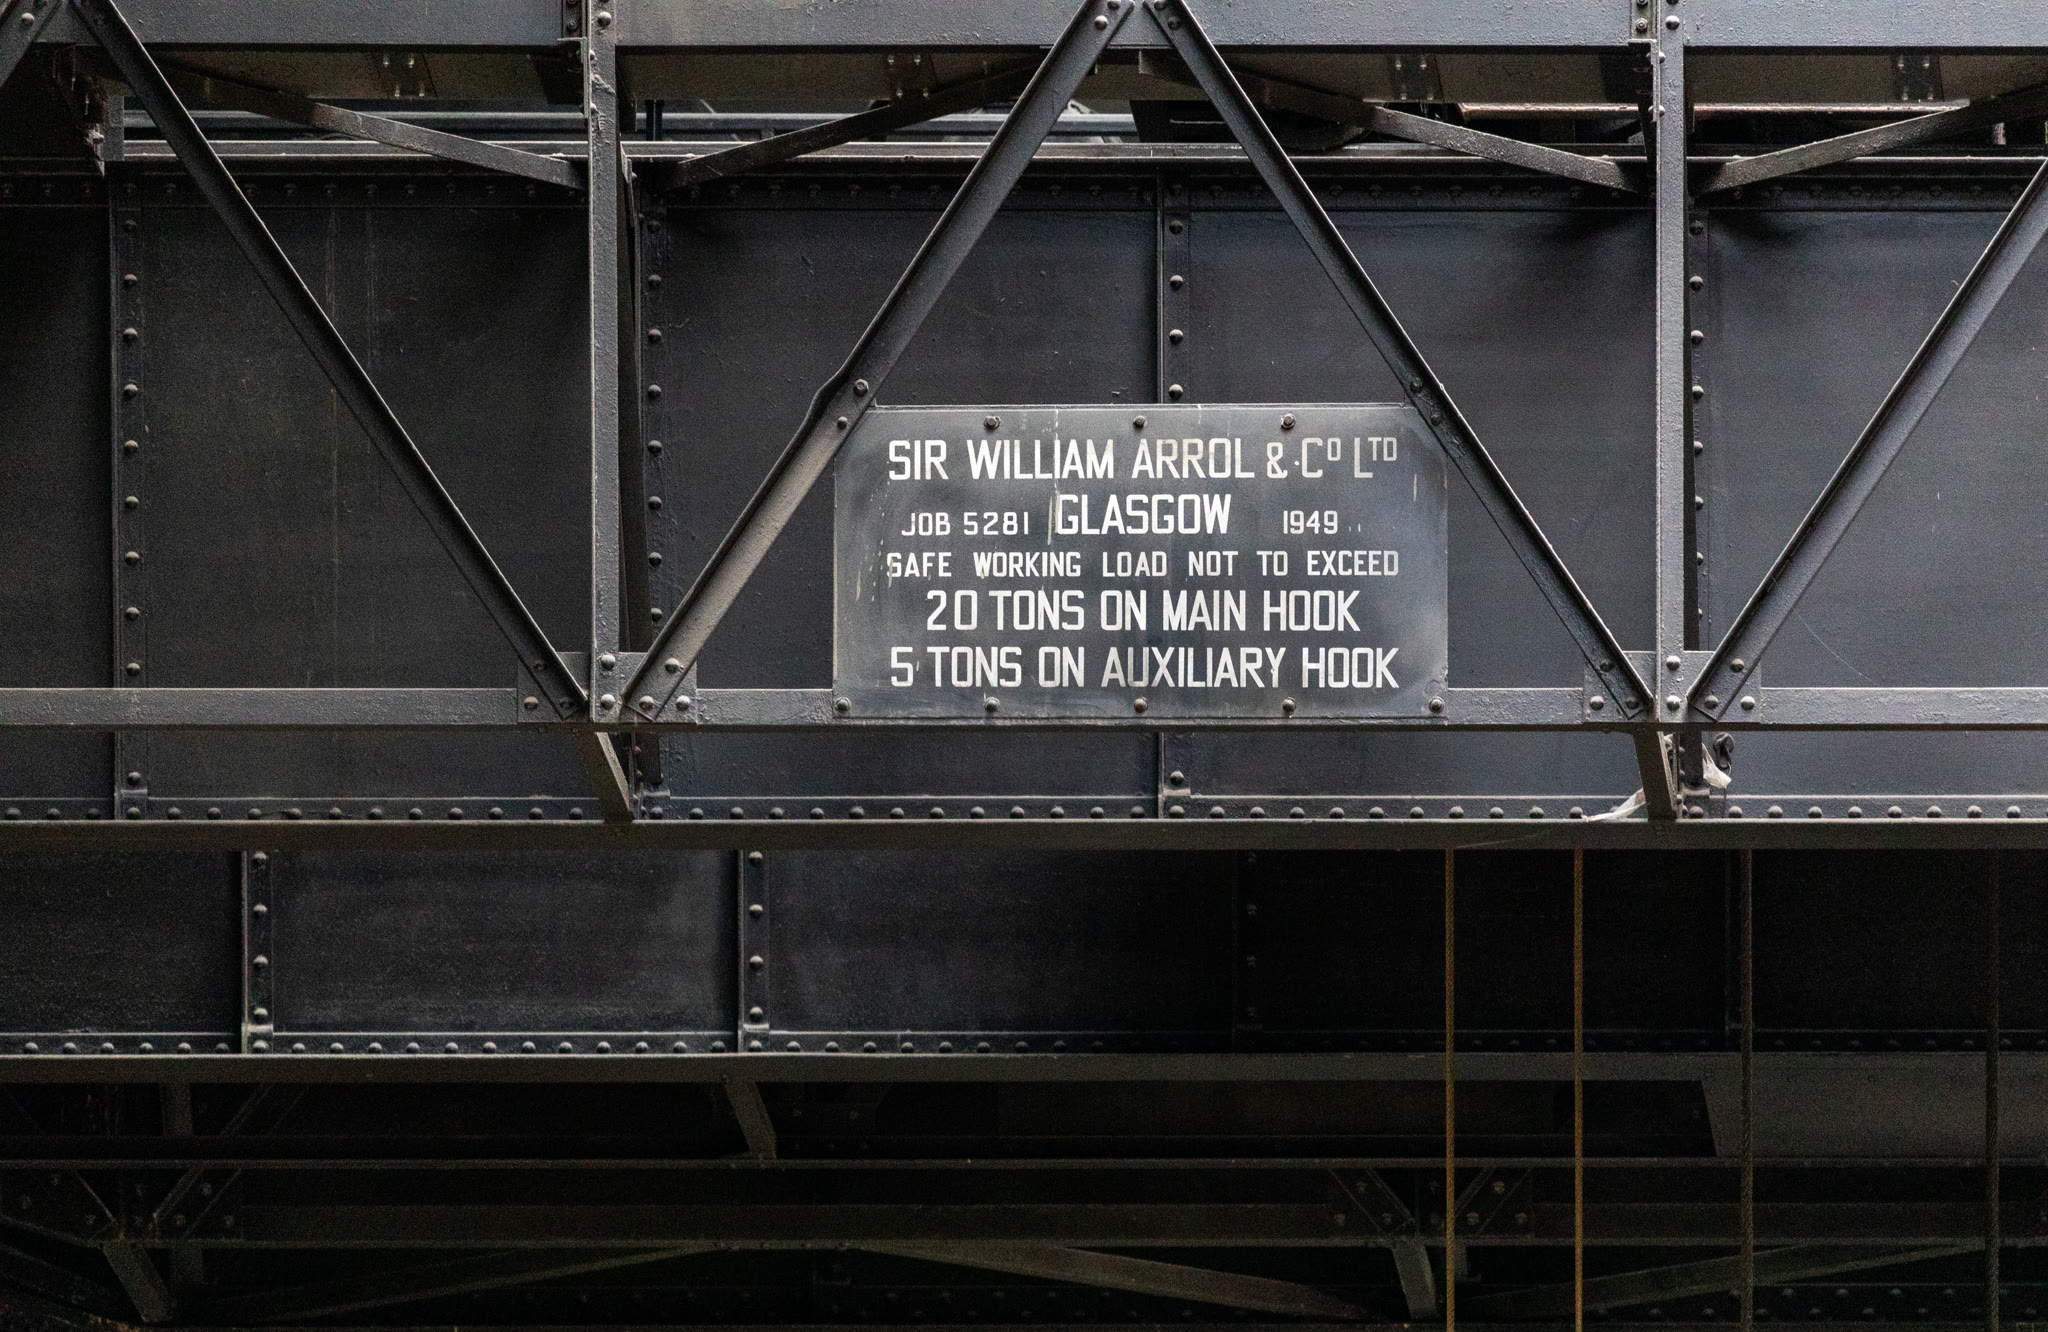 SIR WILLIAM ARROL & Cº LTD
JOB 5281 GLASGOW 1949
SAFE WORKING LOAD NOT TO EXCEED
20 TONS ON MAIN HOOK
5 TONS ON AUXILIARY HOOK